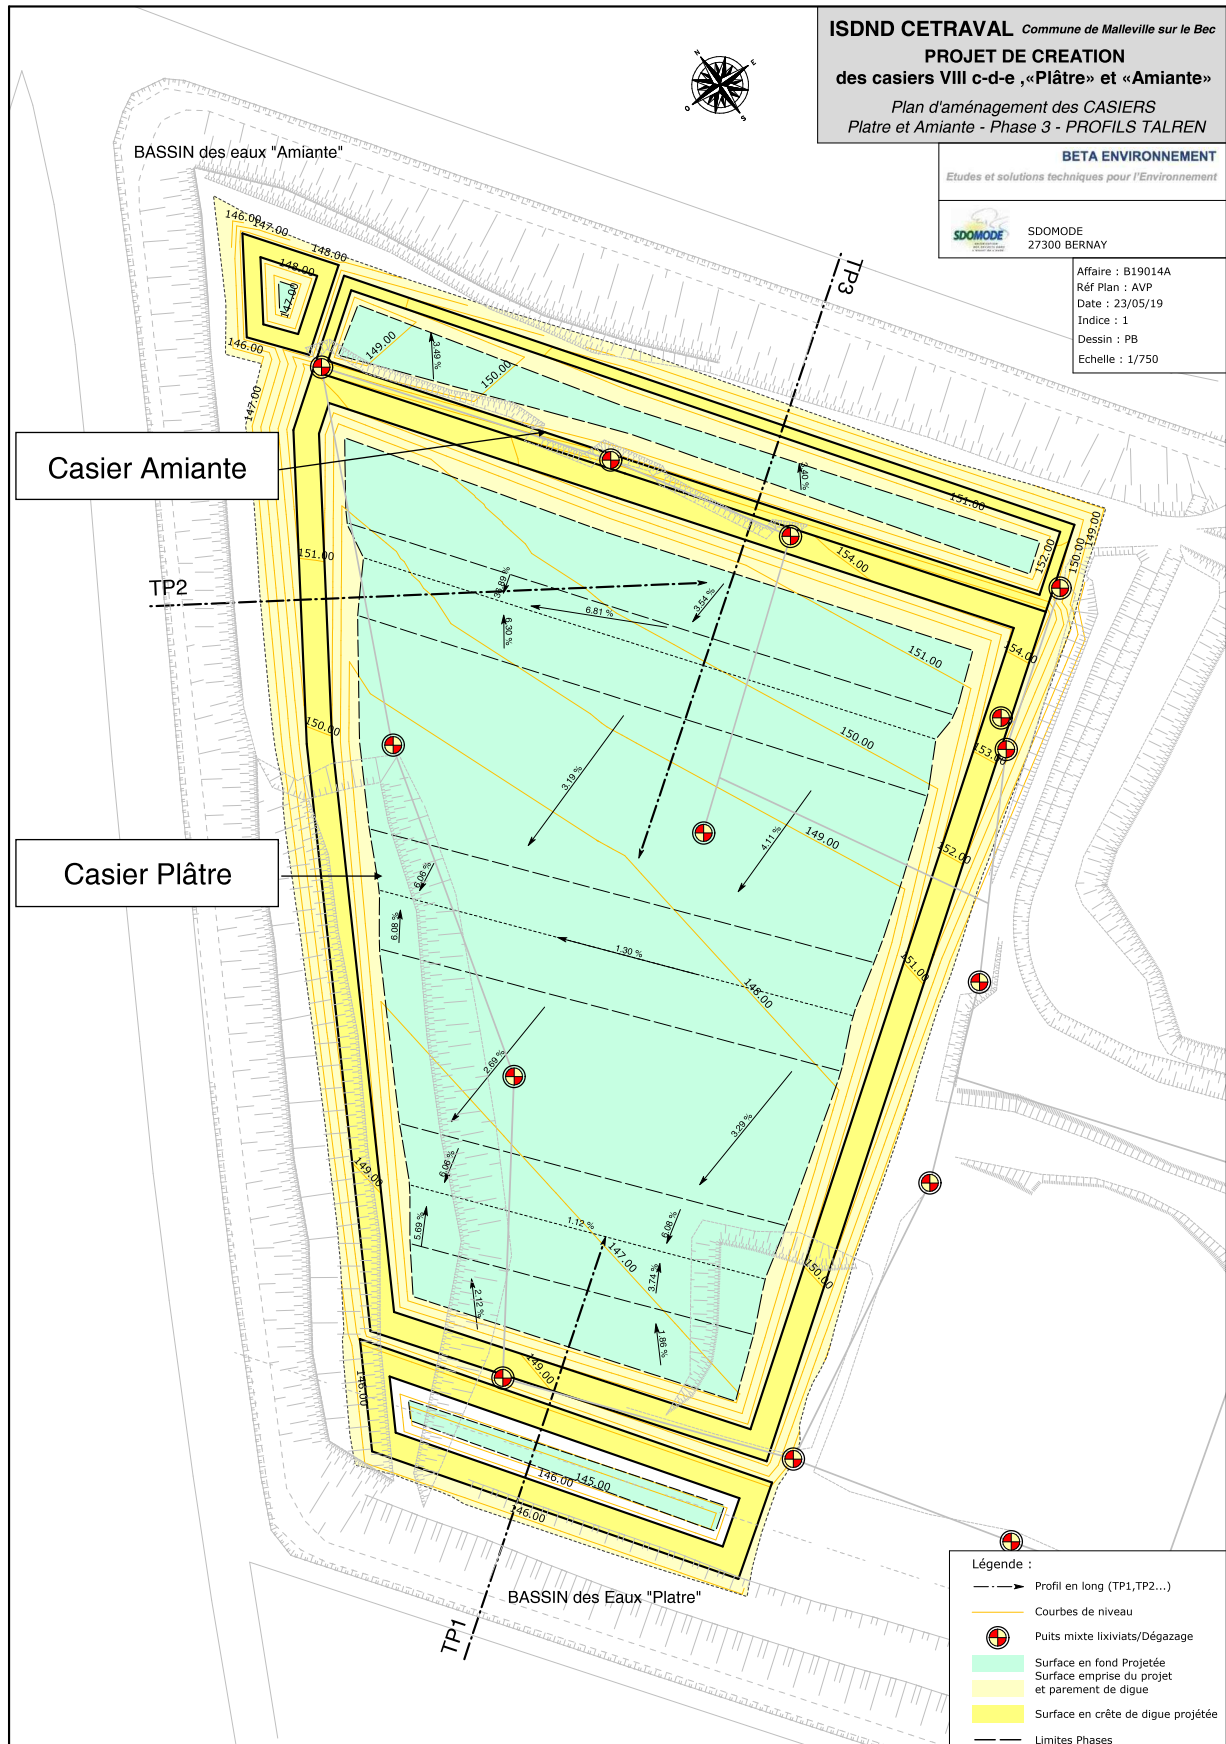 ISDND CETRAVAL Commune de Malleville sur le Bec
PROJET DE CREATION
des casiers VIII c-d-e ,«Plâtre» et «Amiante»
Plan d'aménagement des CASIERS
Platre et Amiante - Phase 3 - PROFILS TALREN
BETA ENVIRONNEMENT
Etudes et solutions techniques pour l'Environnement
SDOMODE
SDOMODE
27300 BERNAY
Affaire : B19014A
Réf Plan : AVP
Date : 23/05/19
Indice : 1
Dessin : PB
Echelle : 1/750
N
E
O
S
BASSIN des eaux "Amiante"
146.00
147.00
148.00
148.00
147.00
146.00
147.00
149.00
3.49 %
150.00
TP3
Casier Amiante
3.40 %
151.00
149.00
150.00
152.00
154.00
151.00
TP2
6.81 %
6.30 %
3.54 %
151.00
154.00
150.00
150.00
153.00
3.19 %
4.11 %
149.00
152.00
Casier Plâtre
6.06 %
6.08 %
1.30 %
151.00
148.00
2.69 %
3.29 %
149.00
6.06 %
5.69 %
1.12 %
6.08 %
147.00
3.74 %
150.00
2.12 %
1.86 %
149.00
146.00
146.00
145.00
146.00
BASSIN des Eaux "Platre"
TP1
Légende :
Profil en long (TP1,TP2...)
Courbes de niveau
Puits mixte lixiviats/Dégazage
Surface en fond Projetée
Surface emprise du projet
et parement de digue
Surface en crête de digue projétée
Limites Phases